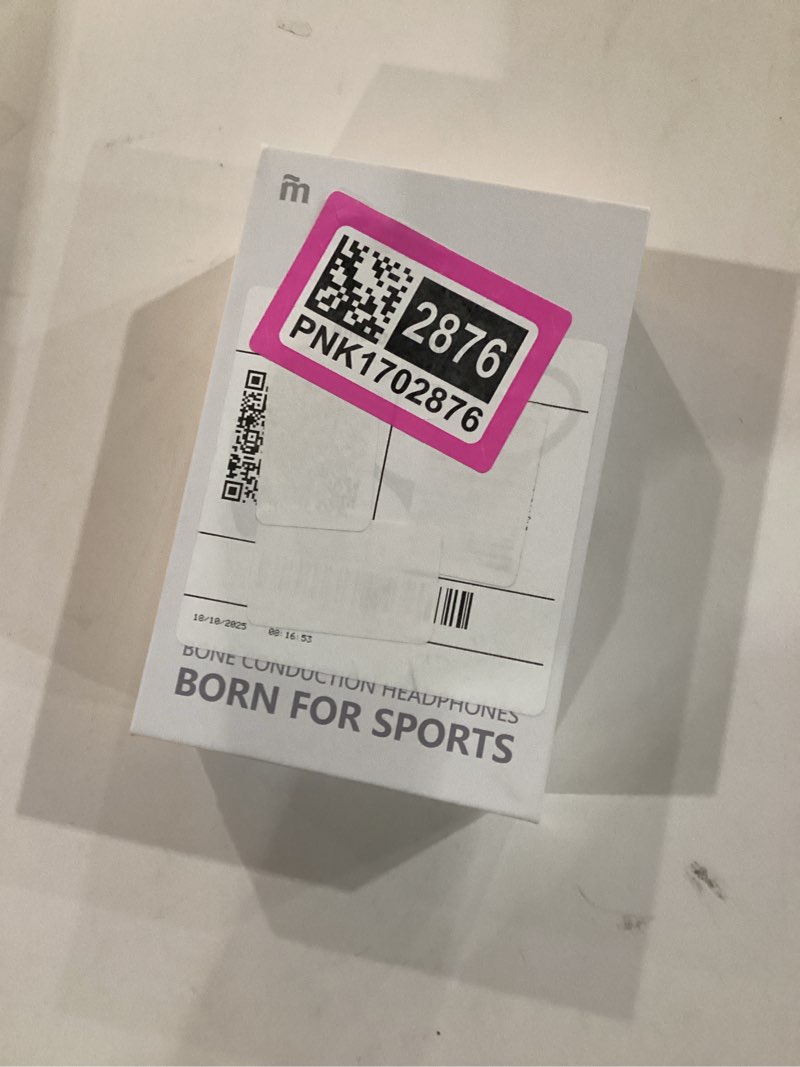 m̃
2876
PNK1702876
18/10/2025 08:16:53
BONE CONDUCTION HEADPHONES
BORN FOR SPORTS